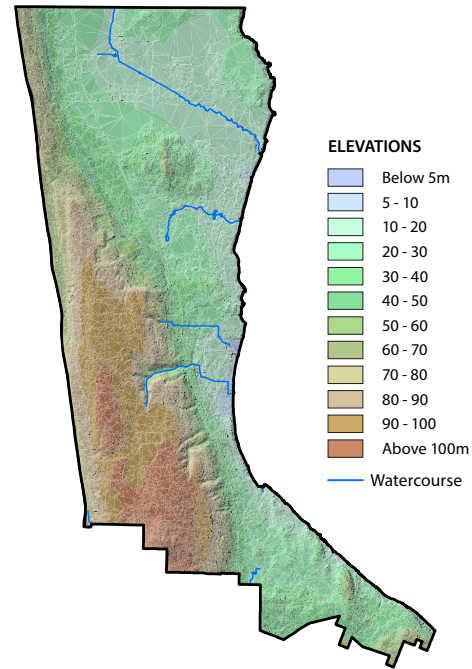 ELEVATIONS
Below 5m
5 - 10
10 - 20
20 - 30
30 - 40
40 - 50
50 - 60
60 - 70
70 - 80
80 - 90
90 - 100
Above 100m
Watercourse